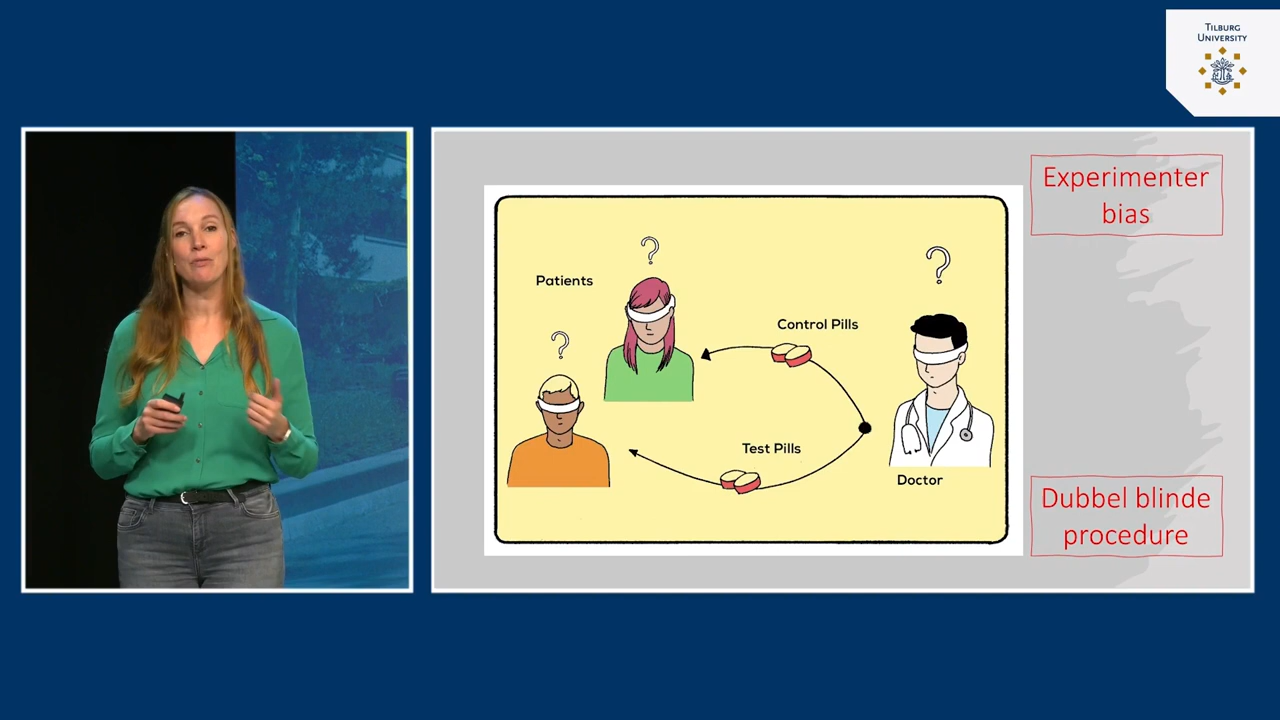 TILBURG
UNIVERSITY
Experimenter
bias
Patients
Control Pills
Test Pills
Doctor
Dubbel blinde
procedure